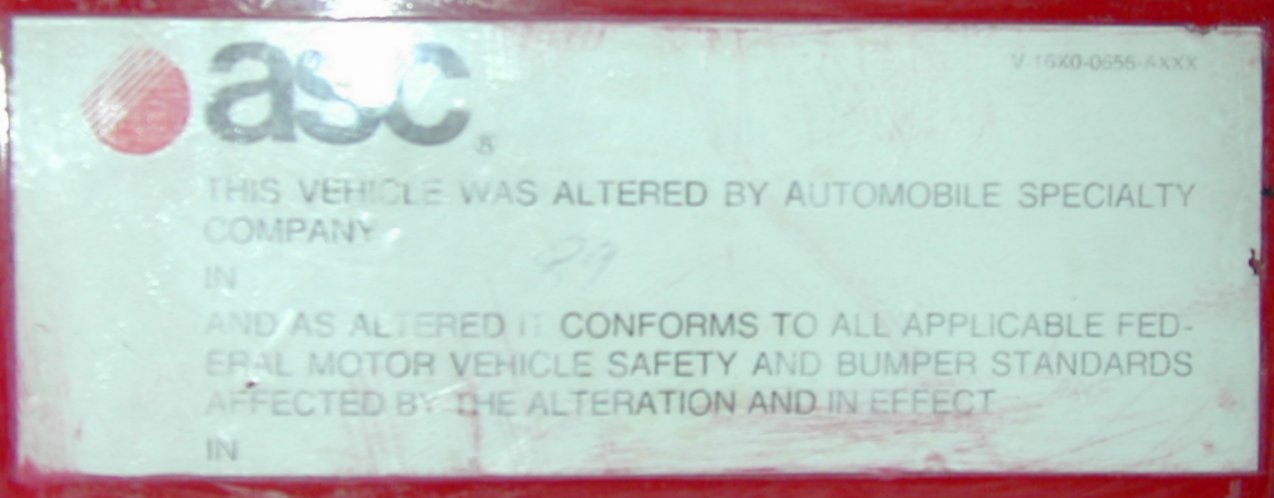 asc®
V-16X0-0656-AXXX
THIS VEHICLE WAS ALTERED BY AUTOMOBILE SPECIALTY
COMPANY
IN
AND AS ALTERED IT CONFORMS TO ALL APPLICABLE FED-
ERAL MOTOR VEHICLE SAFETY AND BUMPER STANDARDS
AFFECTED BY THE ALTERATION AND IN EFFECT
IN